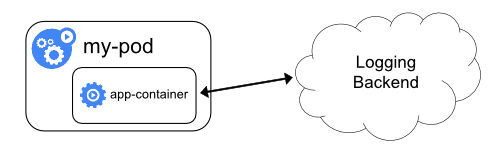 my-pod
app-container
Logging
Backend